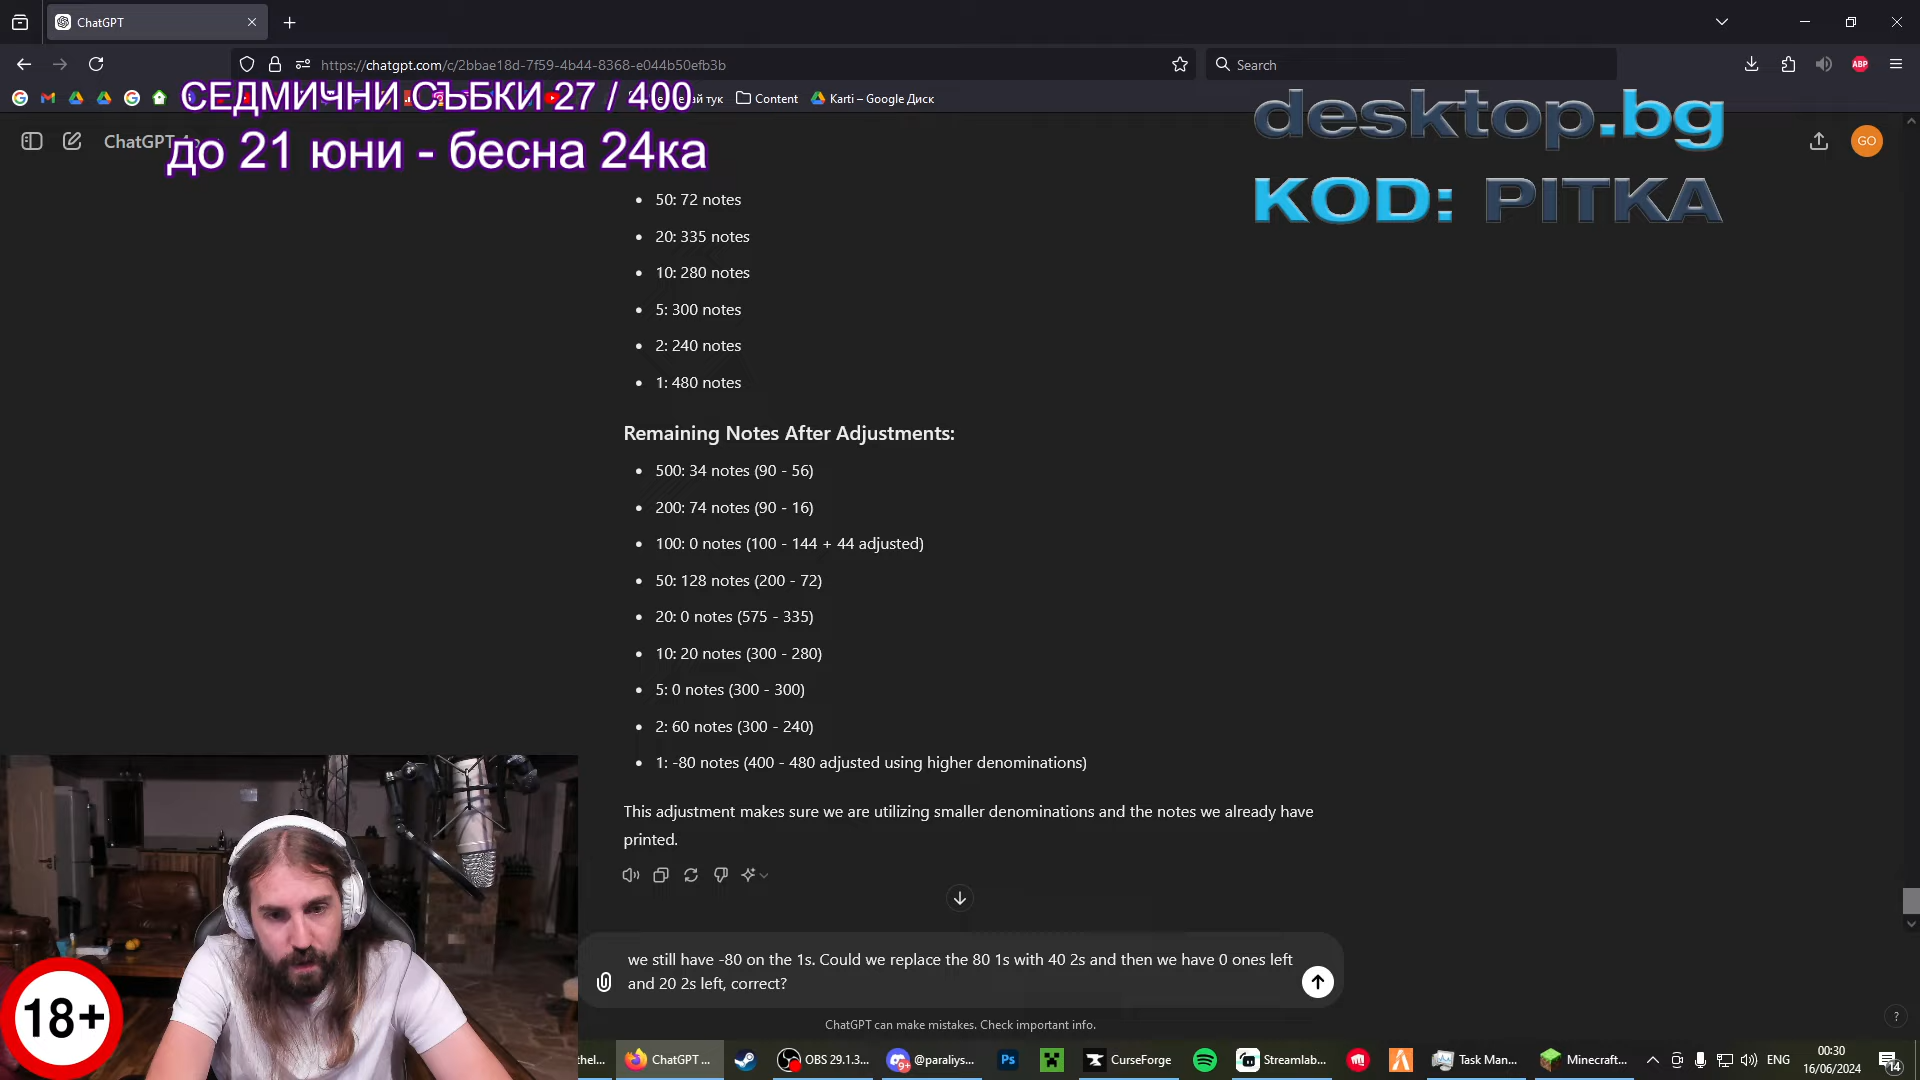 ChatGPT
https://chatgpt.com/c/2bbae18d-7f59-4b44-8368-e044b50efb3b
Search
ABP
СЕДМИЧНИ СЪБКИ 27 / 400
тук
Content
Karti – Google Диск
до 21 юни - бесна 24ка
ChatGPT
desktop.bg
KOD: PITKA
GO
50: 72 notes
20: 335 notes
10: 280 notes
5: 300 notes
2: 240 notes
1: 480 notes
Remaining Notes After Adjustments:
500: 34 notes (90 - 56)
200: 74 notes (90 - 16)
100: 0 notes (100 - 144 + 44 adjusted)
50: 128 notes (200 - 72)
20: 0 notes (575 - 335)
10: 20 notes (300 - 280)
5: 0 notes (300 - 300)
2: 60 notes (300 - 240)
1: -80 notes (400 - 480 adjusted using higher denominations)
This adjustment makes sure we are utilizing smaller denominations and the notes we already have
printed.
we still have -80 on the 1s. Could we replace the 80 1s with 40 2s and then we have 0 ones left
and 20 2s left, correct?
ChatGPT can make mistakes. Check important info.
?
18+
thel...
ChatGPT ...
OBS 29.1.3...
9+
@paraliys...
Ps
CurseForge
Streamlab...
Task Man...
Minecraft...
ENG
00:30
16/06/2024
14